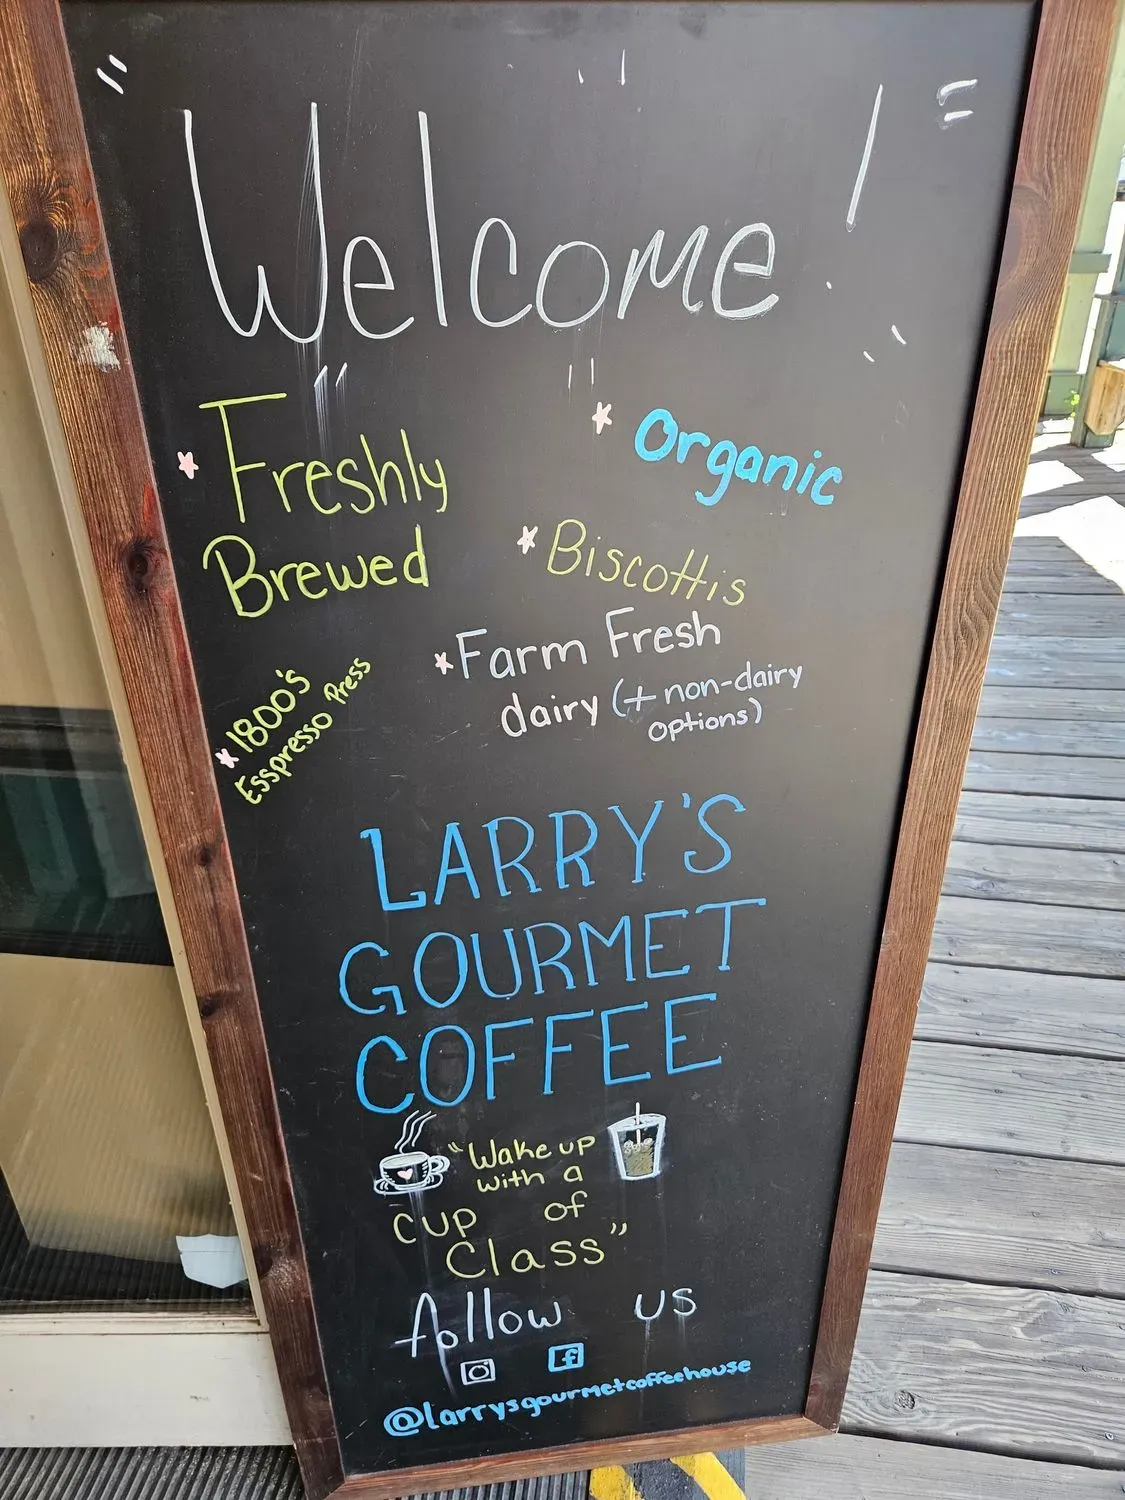 Welcome!
* Freshly
Brewed
* Organic
* Biscottis
* Farm Fresh
dairy (+ non-dairy
options)
* 1800's
Esspresso Press
LARRY'S
GOURMET
COFFEE
"Wake up
with a
cup of
Class"
follow us
@larrysgourmetcoffeehouse